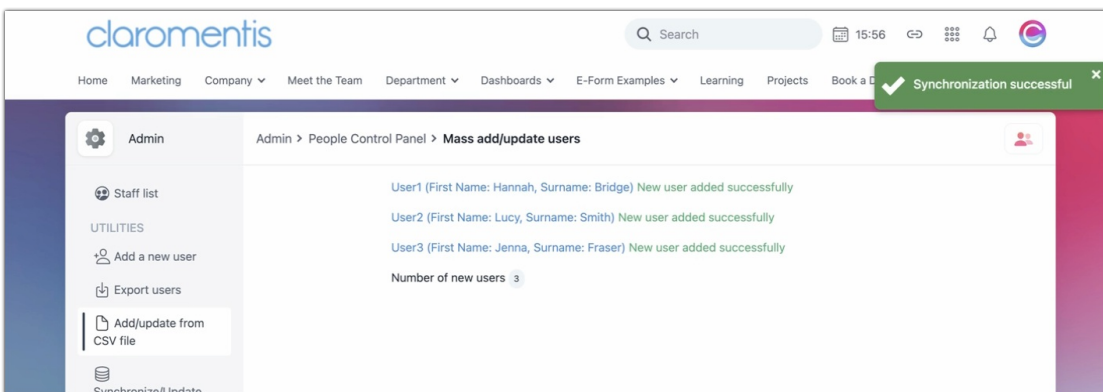 claromentis
Search
15:56
Home Marketing Company Meet the Team Department Dashboards E-Form Examples Learning Projects Book a
Synchronization successful
Admin
Admin > People Control Panel > Mass add/update users
Staff list
UTILITIES
Add a new user
Export users
Add/update from
CSV file
Synchronize/Update
User1 (First Name: Hannah, Surname: Bridge) New user added successfully
User2 (First Name: Lucy, Surname: Smith) New user added successfully
User3 (First Name: Jenna, Surname: Fraser) New user added successfully
Number of new users 3